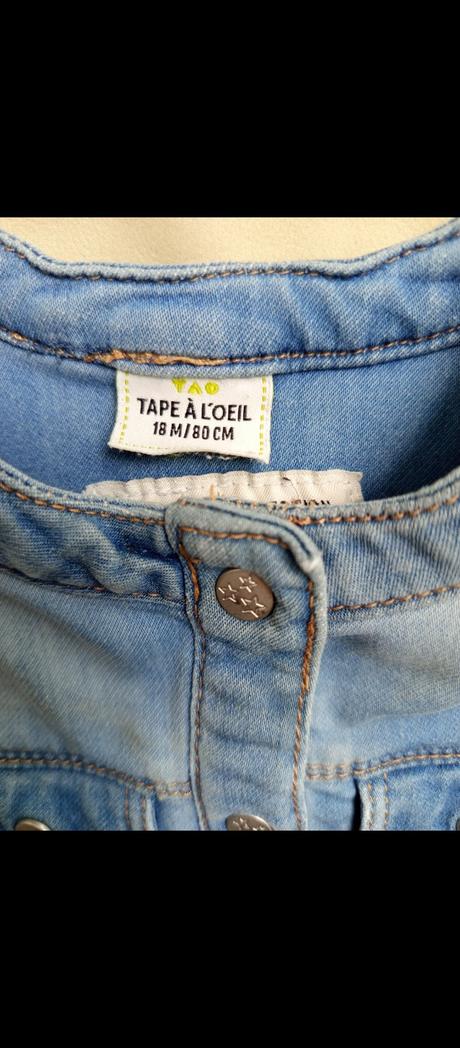 TAO
TAPE À L'OEIL
18 M/80 CM